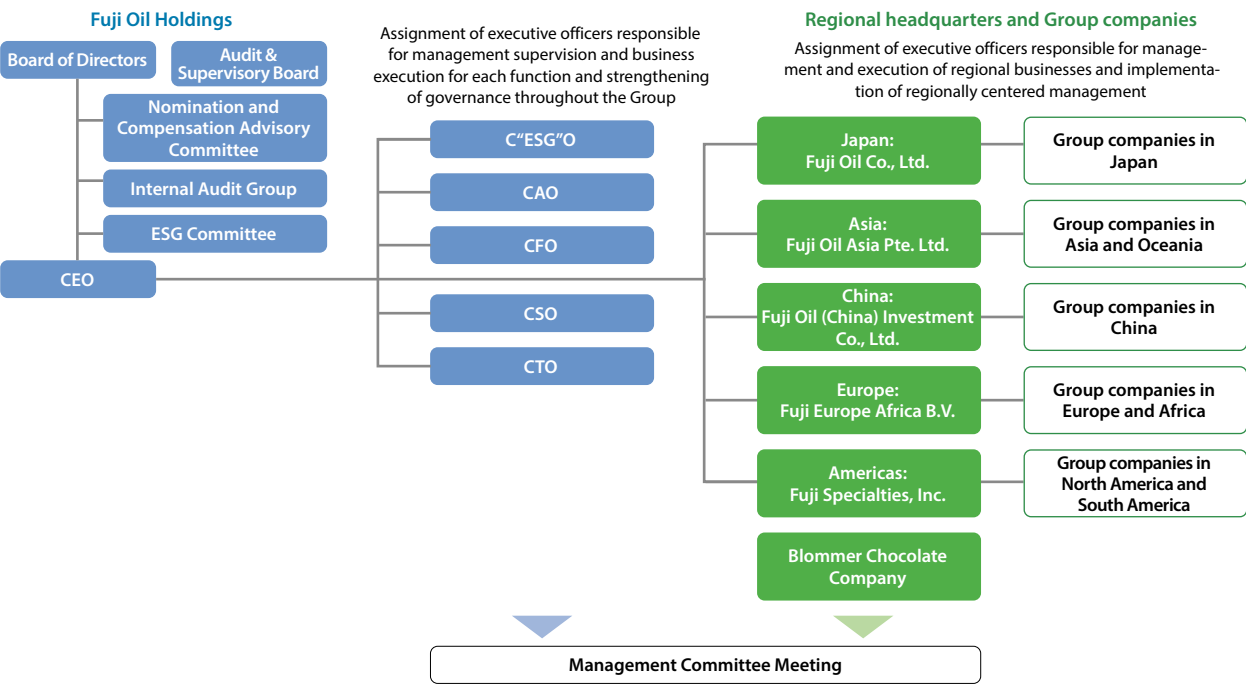 Fuji Oil Holdings
Board of Directors
Audit &
Supervisory Board
Nomination and
Compensation Advisory
Committee
Internal Audit Group
ESG Committee
CEO
Assignment of executive officers responsible
for management supervision and business
execution for each function and strengthening
of governance throughout the Group
C“ESG”O
CAO
CFO
CSO
CTO
Regional headquarters and Group companies
Assignment of executive officers responsible for manage-
ment and execution of regional businesses and implementa-
tion of regionally centered management
Japan:
Fuji Oil Co., Ltd.
Group companies in
Japan
Asia:
Fuji Oil Asia Pte. Ltd.
Group companies in
Asia and Oceania
China:
Fuji Oil (China) Investment
Co., Ltd.
Group companies in
China
Europe:
Fuji Europe Africa B.V.
Group companies in
Europe and Africa
Americas:
Fuji Specialties, Inc.
Group companies in
North America and
South America
Blommer Chocolate
Company
Management Committee Meeting